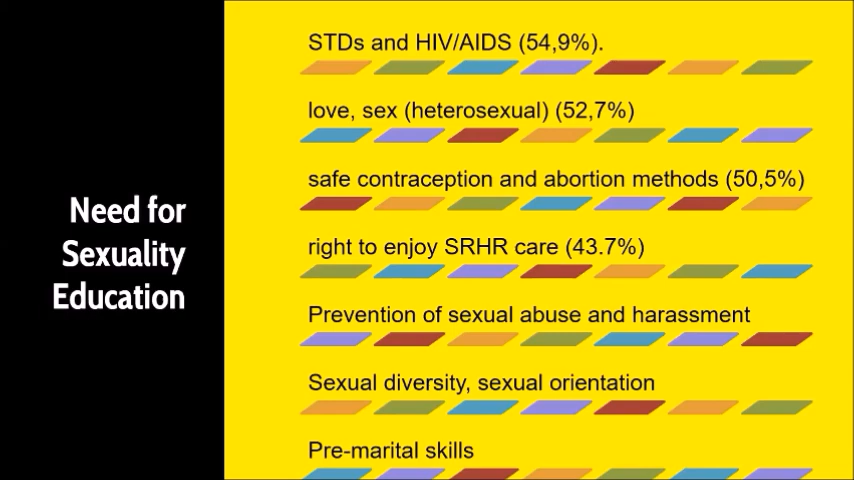 Need for
Sexuality
Education
STDs and HIV/AIDS (54,9%).
love, sex (heterosexual) (52,7%)
safe contraception and abortion methods (50,5%)
right to enjoy SRHR care (43.7%)
Prevention of sexual abuse and harassment
Sexual diversity, sexual orientation
Pre-marital skills